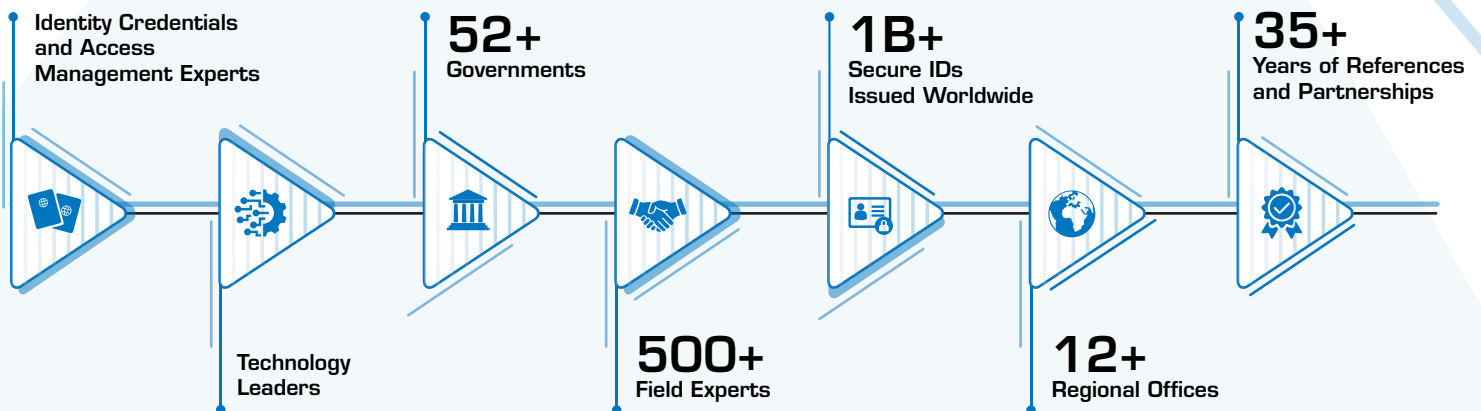 Identity Credentials
and Access
Management Experts
Technology
Leaders
52+
Governments
500+
Field Experts
1B+
Secure IDs
Issued Worldwide
12+
Regional Offices
35+
Years of References
and Partnerships